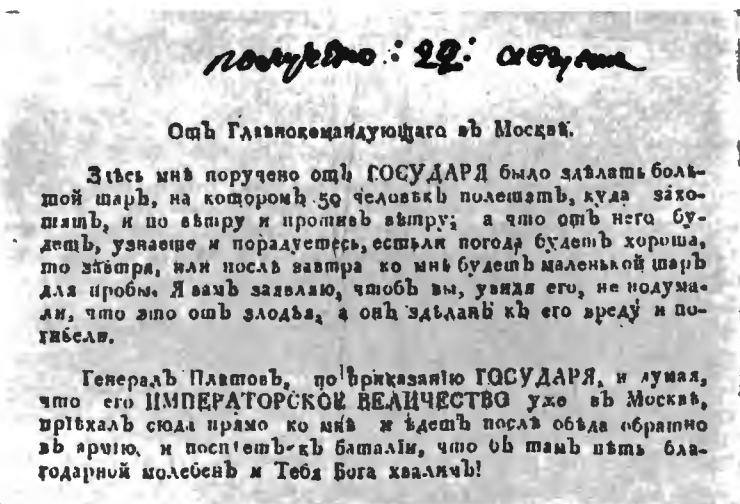 получено: 22: августа
Отъ Главнокомандующаго въ Москвѣ.
Здѣсь мнѣ поручено отъ ГОСУДАРЯ было здѣлать боль-
шой шаръ, на которомъ 50 человѣкъ полетятъ, куда захо-
тятъ, и по вѣтру и противъ вѣтру; а что отъ него бу-
детъ, узнаете и порадуетесь, естьли погода будетъ хороша,
то завтра, или послѣ завтра ко мнѣ будетъ маленькой шаръ
для пробы. Я вамъ заявляю, чтобъ вы, увидя его, не подума-
ли, что это отъ злодѣя, а онъ здѣланъ къ его вреду и по-
гибели.
Генералъ Платовъ, по приказанію ГОСУДАРЯ, и думая,
что его ИМПЕРАТОРСКОЕ ВЕЛИЧЕСТВО уже въ Москвѣ,
пріѣхалъ сюда прямо ко мнѣ и ѣдетъ послѣ обѣда обратно
въ армію, и поспѣетъ къ баталіи, что бъ тамъ пѣть бла-
годарной молебенъ и Тебя Бога хвалимъ!